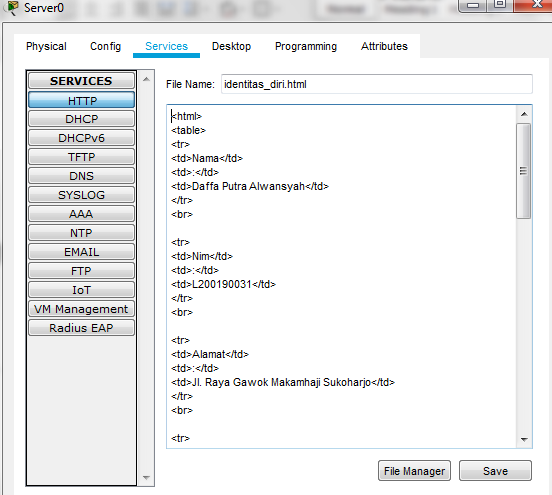 Server0
Physical Config Services Desktop Programming Attributes
SERVICES
HTTP
DHCP
DHCPv6
TFTP
DNS
SYSLOG
AAA
NTP
EMAIL
FTP
IoT
VM Management
Radius EAP
File Name: identitas_diri.html
<html>
<table>
<tr>
<td>Nama</td>
<td>:</td>
<td>Daffa Putra Alwansyah</td>
</tr>
<br>
<tr>
<td>Nim</td>
<td>:</td>
<td>L200190031</td>
</tr>
<br>
<tr>
<td>Alamat</td>
<td>:</td>
<td>Jl. Raya Gawok Makamhaji Sukoharjo</td>
</tr>
<br>
<tr>
File Manager Save